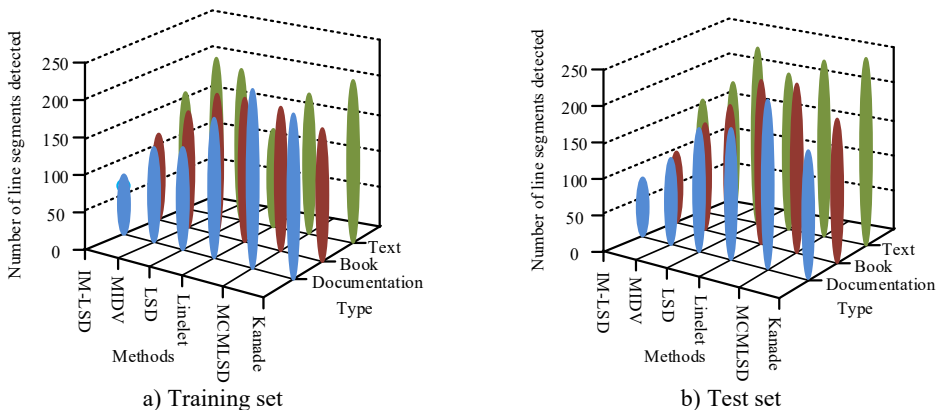 Number of line segments detected
250
200
150
100
50
0
IM-LSD
MIDV
LSD
Linelet
MCMLSD
Kanade
Methods
Text
Book
Documentation
Type
a) Training set
Number of line segments detected
250
200
150
100
50
0
IM-LSD
MIDV
LSD
Linelet
MCMLSD
Kanade
Methods
Text
Book
Documentation
Type
b) Test set